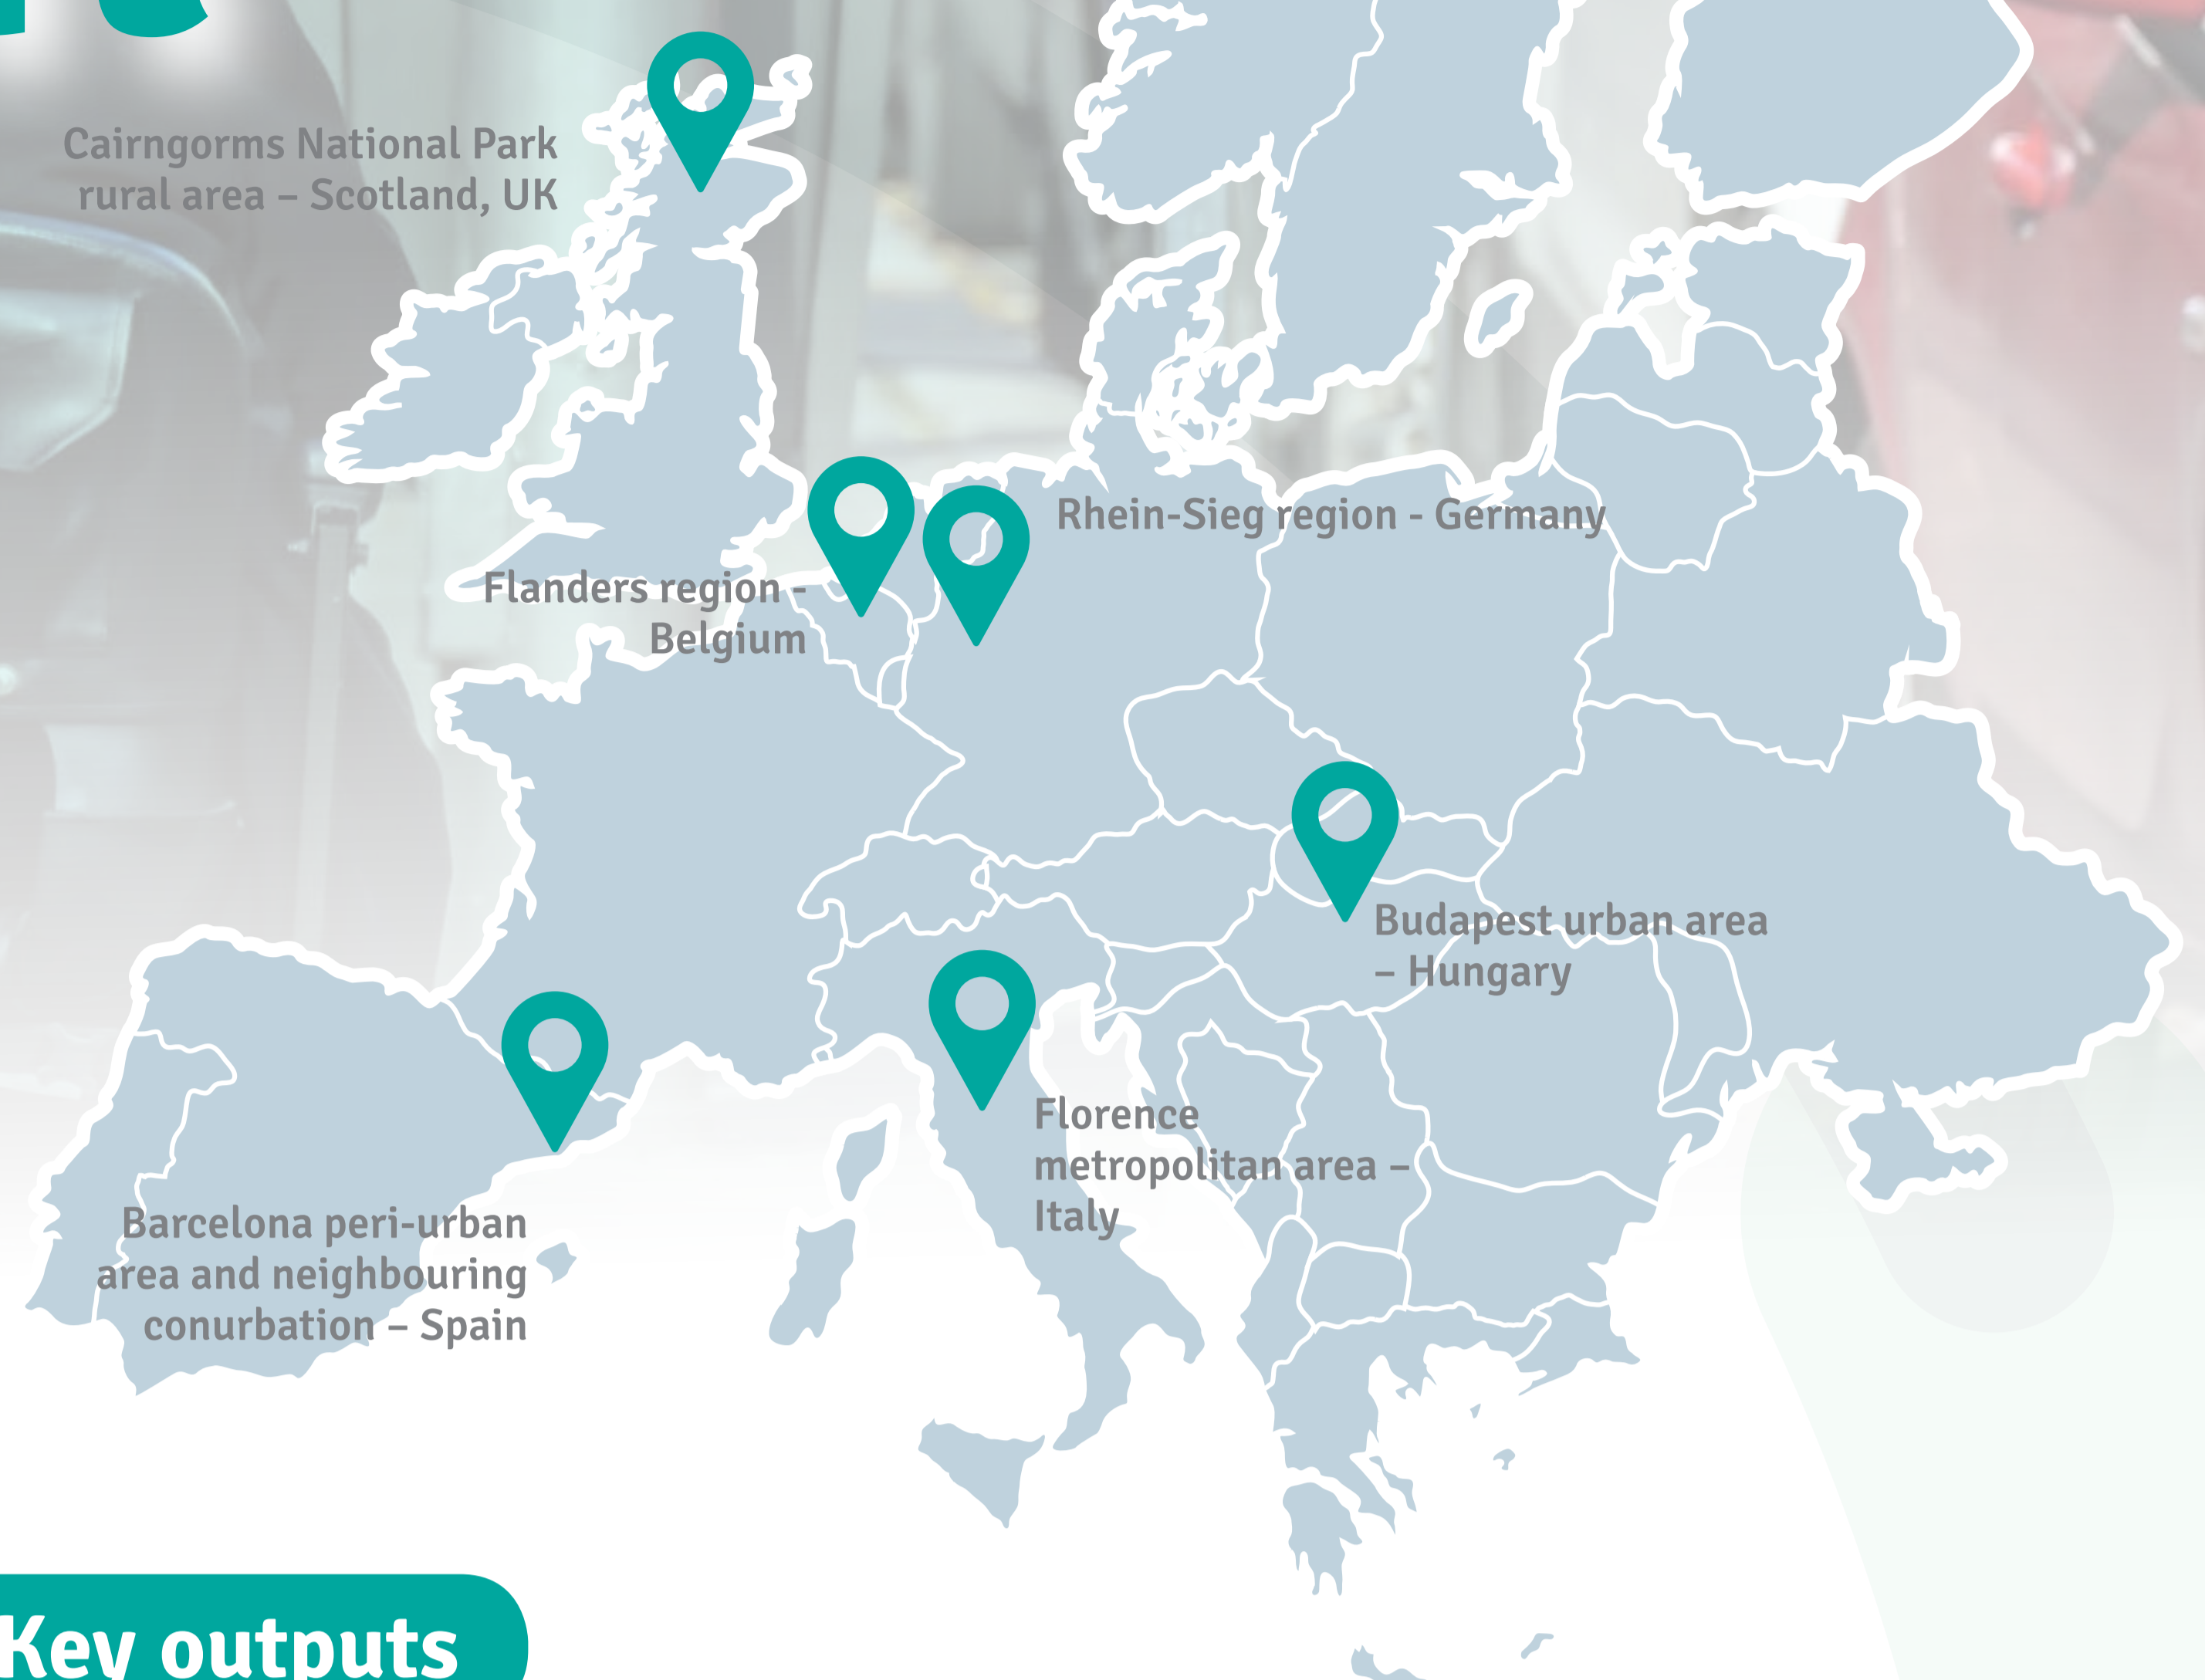 Cairngorms National Park
rural area – Scotland, UK
Rhein-Sieg region - Germany
Flanders region -
Belgium
Budapest urban area
– Hungary
Florence
metropolitan area –
Italy
Barcelona peri-urban
area and neighbouring
conurbation – Spain
Key outputs